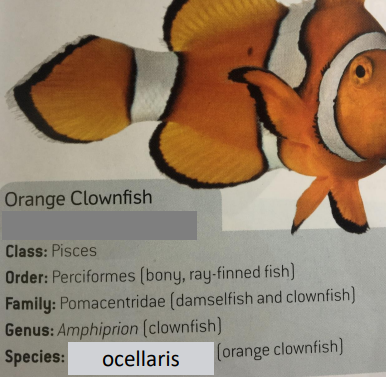 Orange Clownfish
Class: Pisces
Order: Perciformes (bony, ray-finned fish)
Family: Pomacentridae (damselfish and clownfish)
Genus: Amphiprion (clownfish)
Species: ocellaris (orange clownfish)